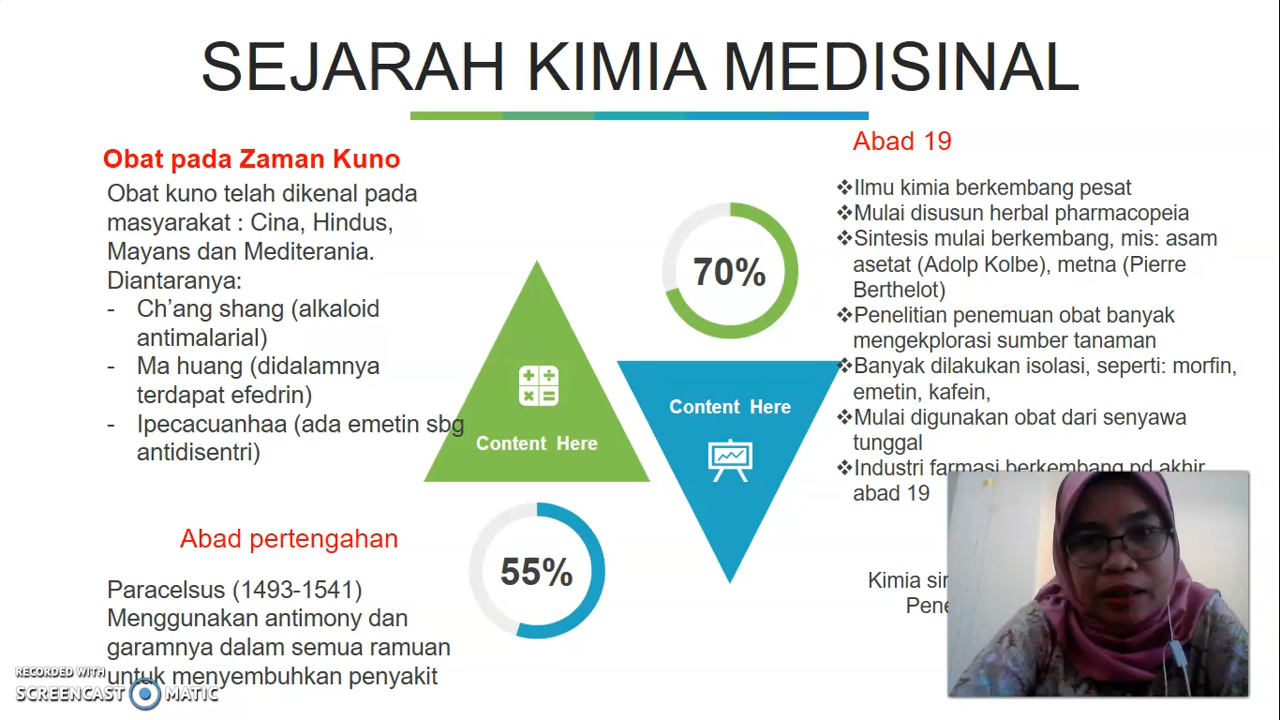 SEJARAH KIMIA MEDISINAL
Obat pada Zaman Kuno
Obat kuno telah dikenal pada
masyarakat : Cina, Hindus,
Mayans dan Mediterania.
Diantaranya:
- Ch’ang shang (alkaloid
antimalarial)
- Ma huang (didalamnya
terdapat efedrin)
- Ipecacuanhaa (ada emetin sbg
antidisentri)
Abad pertengahan
Paracelsus (1493-1541)
Menggunakan antimony dan
garamnya dalam semua ramuan
untuk menyembuhkan penyakit
Content Here
55%
70%
Content Here
Abad 19
❖Ilmu kimia berkembang pesat
❖Mulai disusun herbal pharmacopeia
❖Sintesis mulai berkembang, mis: asam
asetat (Adolp Kolbe), metna (Pierre
Berthelot)
❖Penelitian penemuan obat banyak
mengekplorasi sumber tanaman
❖Banyak dilakukan isolasi, seperti: morfin,
emetin, kafein,
❖Mulai digunakan obat dari senyawa
tunggal
❖Industri farmasi berkembang pd akhir
abad 19
Kimia
RECORDED WITH
SCREENCAST MATIC